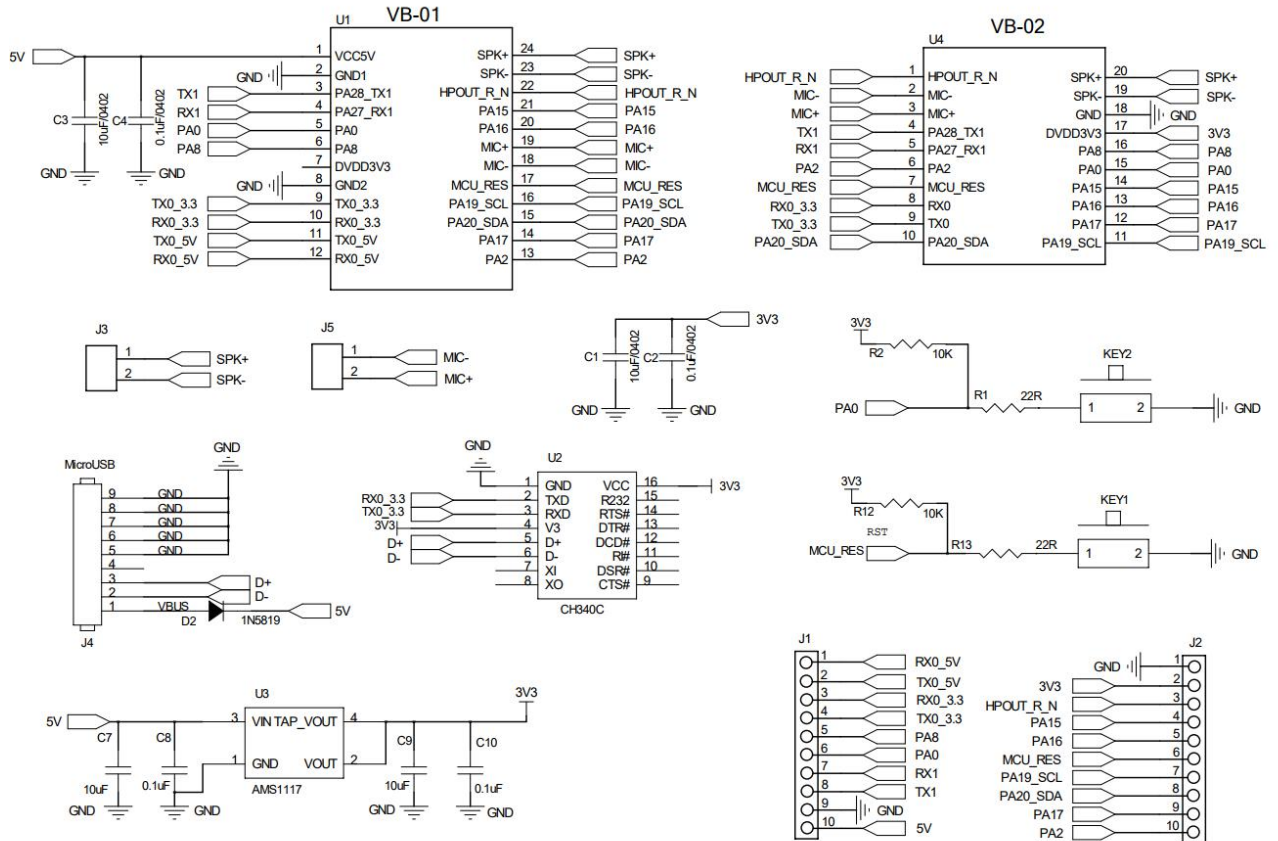 VB-01
U1
5V
1 VCC5V
GND 2 GND1
TX1 3 PA28_TX1
RX1 4 PA27_RX1
PA0 5 PA0
PA8 6 PA8
7 DVDD3V3
GND 8 GND2
TX0_3.3 9 TX0_3.3
RX0_3.3 10 RX0_3.3
TX0_5V 11 TX0_5V
RX0_5V 12 RX0_5V
SPK+ 24 SPK+
SPK- 23 SPK-
HPOUT_R_N 22 HPOUT_R_N
PA15 21 PA15
PA16 20 PA16
MIC+ 19 MIC+
MIC- 18 MIC-
MCU_RES 17 MCU_RES
PA19_SCL 16 PA19_SCL
PA20_SDA 15 PA20_SDA
PA17 14 PA17
PA2 13 PA2
C3 10uF/0402
C4 0.1uF/0402
GND
GND
VB-02
U4
HPOUT_R_N 1 HPOUT_R_N
MIC- 2 MIC-
MIC+ 3 MIC+
TX1 4 PA28_TX1
RX1 5 PA27_RX1
PA2 6 PA2
MCU_RES 7 MCU_RES
RX0_3.3 8 RX0
TX0_3.3 9 TX0
PA20_SDA 10 PA20_SDA
SPK+ 20 SPK+
SPK- 19 SPK-
GND 18 GND
DVDD3V3 17 3V3
PA8 16 PA8
PA0 15 PA0
PA15 14 PA15
PA16 13 PA16
PA17 12 PA17
PA19_SCL 11 PA19_SCL
J3
1 SPK+
2 SPK-
J5
1 MIC-
2 MIC+
3V3
C1 10uF/0402
C2 0.1uF/0402
GND
GND
3V3
R2 10K
KEY2
PA0 R1 22R 1 2 GND
3V3
R12 10K
RST
KEY1
MCU_RES R13 22R 1 2 GND
GND
MicroUSB
9 GND
8 GND
7 GND
6 GND
5 GND
4
3 D+
2 D-
1 VBUS
D2 1N5819 5V
J4
GND
U2
1 GND
RX0_3.3 2 TXD
TX0_3.3 3 RXD
3V3 4 V3
D+ 5 D+
D- 6 D-
7 XI
8 XO
VCC 16 3V3
R232 15
RTS# 14
DTR# 13
DCD# 12
RI# 11
DSR# 10
CTS# 9
CH340C
U3
5V 3 VIN TAP_VOUT 4 3V3
1 GND VOUT 2
AMS1117
C7 10uF
C8 0.1uF
C9 10uF
C10 0.1uF
GND
GND
GND
GND
J1
1 RX0_5V
2 TX0_5V
3 RX0_3.3
4 TX0_3.3
5 PA8
6 PA0
7 RX1
8 TX1
9 GND
10 5V
J2
GND 1
3V3 2
HPOUT_R_N 3
PA15 4
PA16 5
MCU_RES 6
PA19_SCL 7
PA20_SDA 8
PA17 9
PA2 10